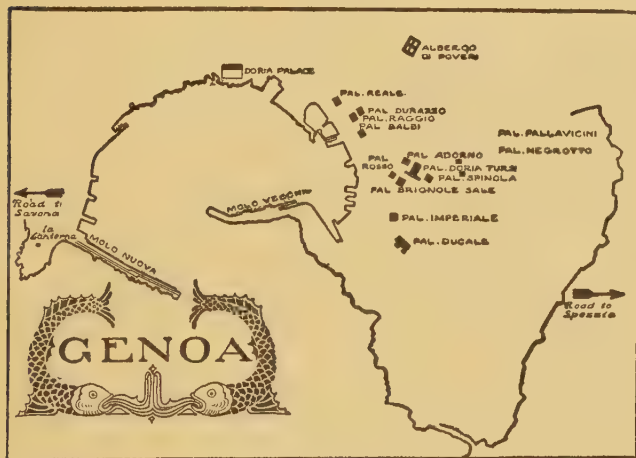 ALBERGO
DI POVERI
DORIA PALACE
PAL. REALE.
PAL DURAZZO
PAL. RAGGIO
PAL BALBI
PAL. PALLAVICINI
PAL. NEGROTTO
PAL ADORNO
PAL
ROSSO
PAL. DORIA TURSI
PAL. SPINOLA
PAL BRIGNOLE SALE
Road to
Savona
la
Lanterna
MOLO VECCHIA
MOLO NUOVA
PAL. IMPERIALE
PAL. DUCALE
Road to
Spezzia
GENOA